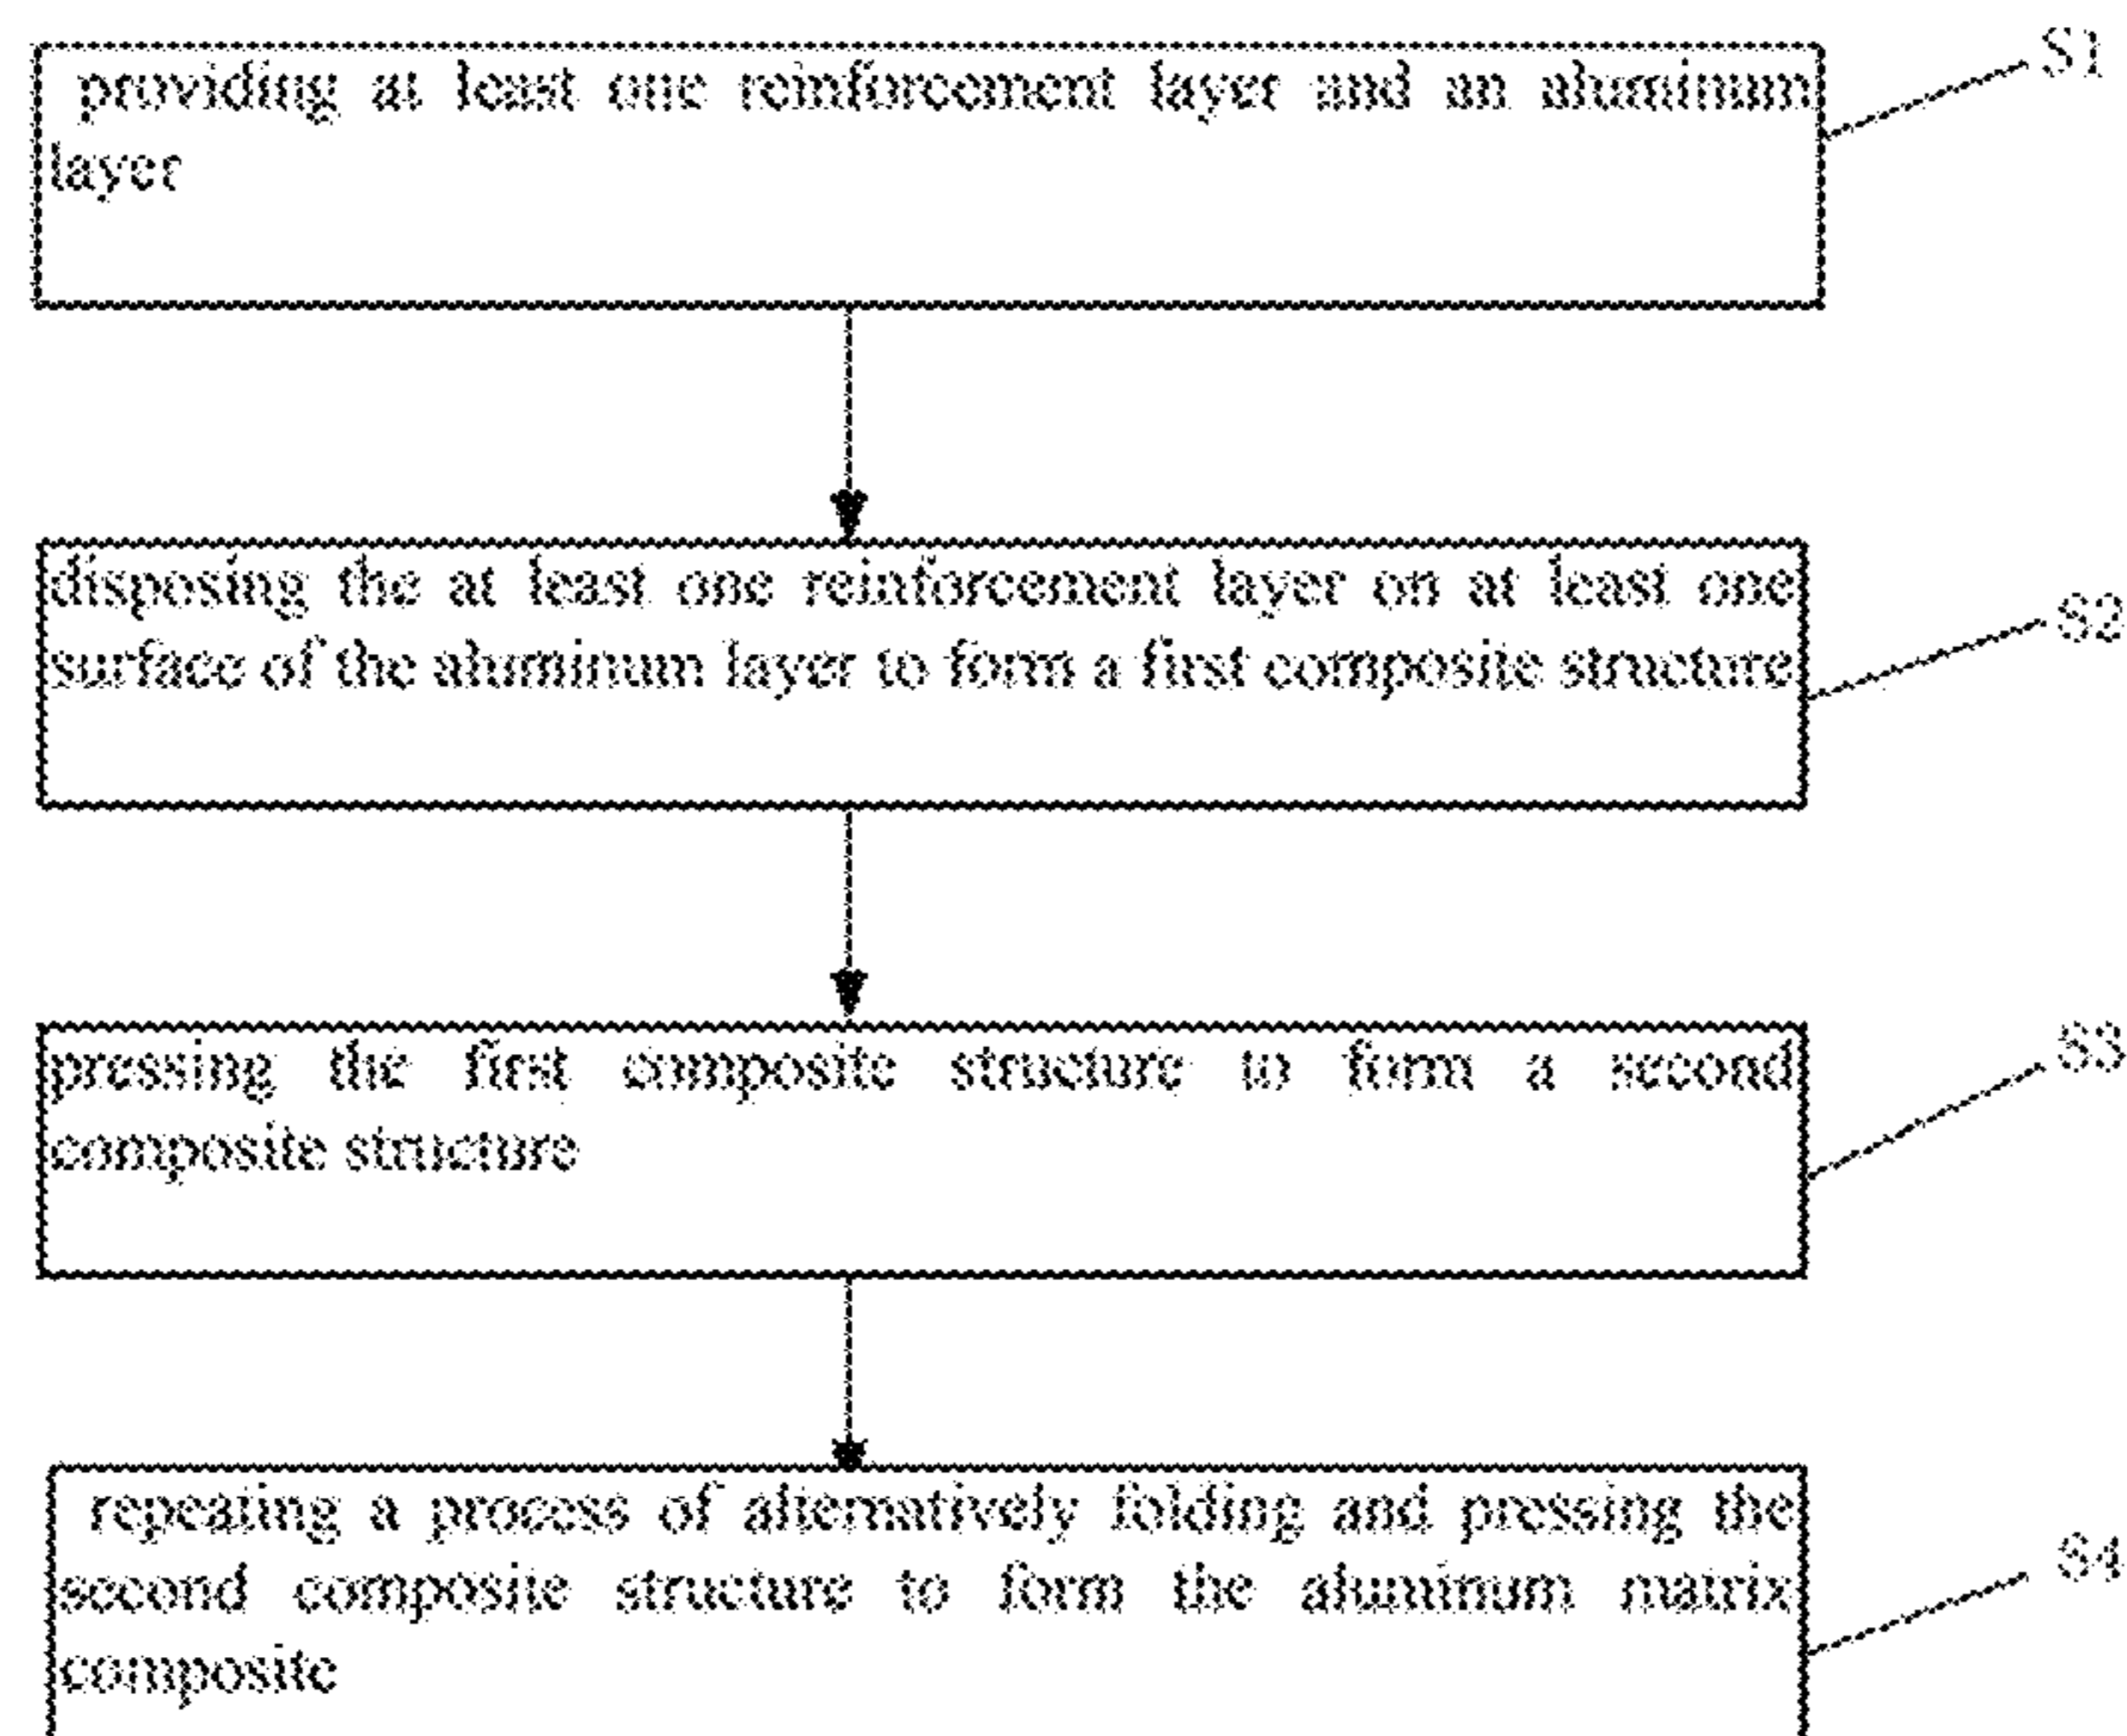 providing at least one reinforcement layer and an aluminum
layer
S1
disposing the at least one reinforcement layer on at least one
surface of the aluminum layer to form a first composite structure
S2
pressing the first composite structure to form a second
composite structure
S3
repeating a process of alternatively folding and pressing the
second composite structure to form the aluminum matrix
composite
S4